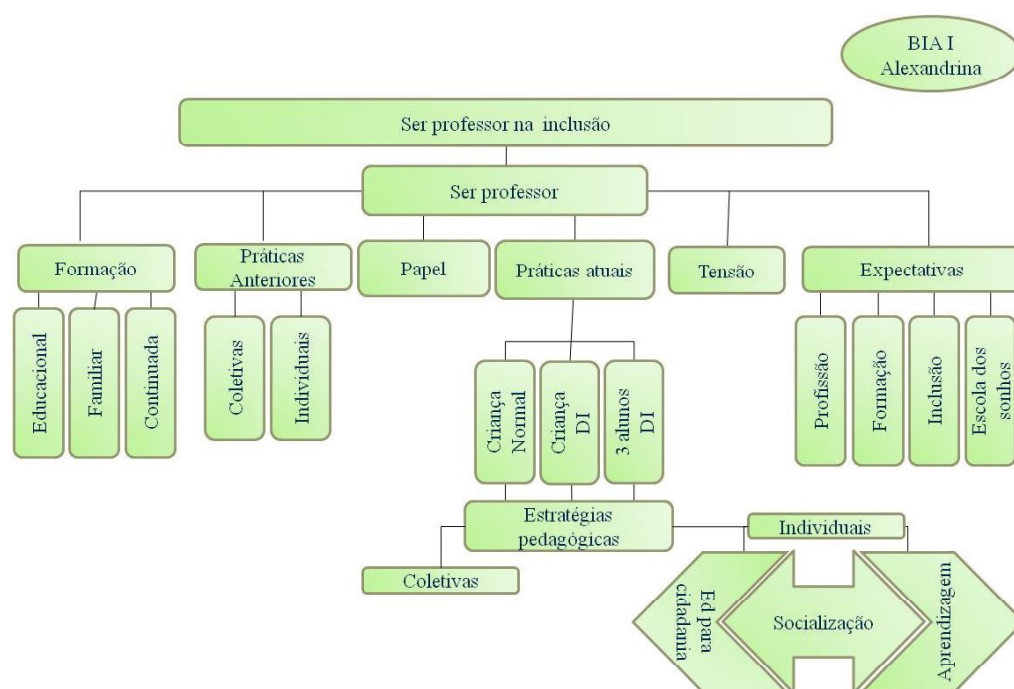 BIA I
Alexandrina
Ser professor na inclusão
Ser professor
Formação
Práticas
Anteriores
Papel
Práticas atuais
Tensão
Expectativas
Educacional
Familiar
Continuada
Coletivas
Individuais
Criança
Normal
Criança
DI
3 alunos
DI
Profissão
Formação
Inclusão
Escola dos
sonhos
Estratégias
pedagógicas
Individuais
Coletivas
Ed para
cidadania
Socialização
Aprendizagem